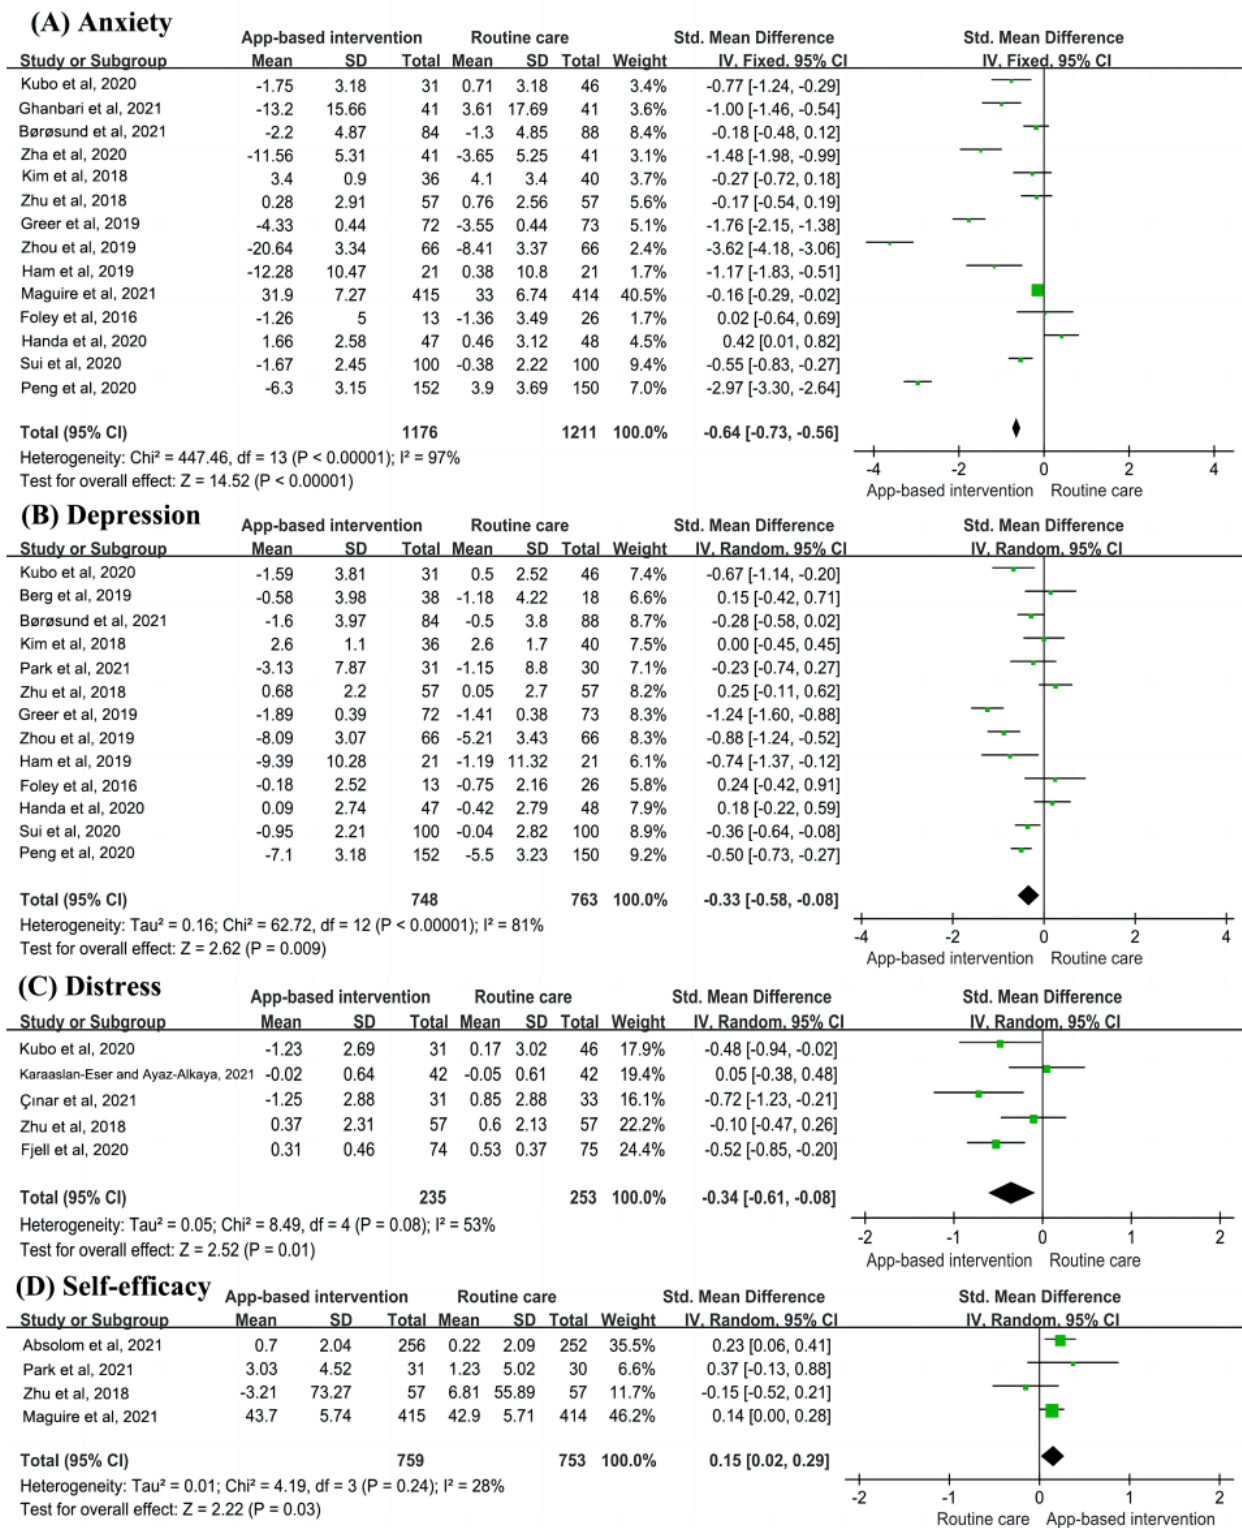 (A) Anxiety
App-based intervention Routine care Std. Mean Difference Std. Mean Difference
Study or Subgroup Mean SD Total Mean SD Total Weight IV, Fixed, 95% CI IV, Fixed, 95% CI
Kubo et al, 2020 -1.75 3.18 31 0.71 3.18 46 3.4% -0.77 [-1.24, -0.29]
Ghanbari et al, 2021 -13.2 15.66 41 3.61 17.69 41 3.6% -1.00 [-1.46, -0.54]
Børøsund et al, 2021 -2.2 4.87 84 -1.3 4.85 88 8.4% -0.18 [-0.48, 0.12]
Zha et al, 2020 -11.56 5.31 41 -3.65 5.25 41 3.1% -1.48 [-1.98, -0.99]
Kim et al, 2018 3.4 0.9 36 4.1 3.4 40 3.7% -0.27 [-0.72, 0.18]
Zhu et al, 2018 0.28 2.91 57 0.76 2.56 57 5.6% -0.17 [-0.54, 0.19]
Greer et al, 2019 -4.33 0.44 72 -3.55 0.44 73 5.1% -1.76 [-2.15, -1.38]
Zhou et al, 2019 -20.64 3.34 66 -8.41 3.37 66 2.4% -3.62 [-4.18, -3.06]
Ham et al, 2019 -12.28 10.47 21 0.38 10.8 21 1.7% -1.17 [-1.83, -0.51]
Maguire et al, 2021 31.9 7.27 415 33 6.74 414 40.5% -0.16 [-0.29, -0.02]
Foley et al, 2016 -1.26 5 13 -1.36 3.49 26 1.7% 0.02 [-0.64, 0.69]
Handa et al, 2020 1.66 2.58 47 0.46 3.12 48 4.5% 0.42 [0.01, 0.82]
Sui et al, 2020 -1.67 2.45 100 -0.38 2.22 100 9.4% -0.55 [-0.83, -0.27]
Peng et al, 2020 -6.3 3.15 152 3.9 3.69 150 7.0% -2.97 [-3.30, -2.64]
Total (95% CI) 1176 1211 100.0% -0.64 [-0.73, -0.56]
Heterogeneity: Chi² = 447.46, df = 13 (P < 0.00001); I² = 97%
Test for overall effect: Z = 14.52 (P < 0.00001)
-4 -2 0 2 4
App-based intervention Routine care
(B) Depression
App-based intervention Routine care Std. Mean Difference Std. Mean Difference
Study or Subgroup Mean SD Total Mean SD Total Weight IV, Random, 95% CI IV, Random, 95% CI
Kubo et al, 2020 -1.59 3.81 31 0.5 2.52 46 7.4% -0.67 [-1.14, -0.20]
Berg et al, 2019 -0.58 3.98 38 -1.18 4.22 18 6.6% 0.15 [-0.42, 0.71]
Børøsund et al, 2021 -1.6 3.97 84 -0.5 3.8 88 8.7% -0.28 [-0.58, 0.02]
Kim et al, 2018 2.6 1.1 36 2.6 1.7 40 7.5% 0.00 [-0.45, 0.45]
Park et al, 2021 -3.13 7.87 31 -1.15 8.8 30 7.1% -0.23 [-0.74, 0.27]
Zhu et al, 2018 0.68 2.2 57 0.05 2.7 57 8.2% 0.25 [-0.11, 0.62]
Greer et al, 2019 -1.89 0.39 72 -1.41 0.38 73 8.3% -1.24 [-1.60, -0.88]
Zhou et al, 2019 -8.09 3.07 66 -5.21 3.43 66 8.3% -0.88 [-1.24, -0.52]
Ham et al, 2019 -9.39 10.28 21 -1.19 11.32 21 6.1% -0.74 [-1.37, -0.12]
Foley et al, 2016 -0.18 2.52 13 -0.75 2.16 26 5.8% 0.24 [-0.42, 0.91]
Handa et al, 2020 0.09 2.74 47 -0.42 2.79 48 7.9% 0.18 [-0.22, 0.59]
Sui et al, 2020 -0.95 2.21 100 -0.04 2.82 100 8.9% -0.36 [-0.64, -0.08]
Peng et al, 2020 -7.1 3.18 152 -5.5 3.23 150 9.2% -0.50 [-0.73, -0.27]
Total (95% CI) 748 763 100.0% -0.33 [-0.58, -0.08]
Heterogeneity: Tau² = 0.16; Chi² = 62.72, df = 12 (P < 0.00001); I² = 81%
Test for overall effect: Z = 2.62 (P = 0.009)
-4 -2 0 2 4
App-based intervention Routine care
(C) Distress
App-based intervention Routine care Std. Mean Difference Std. Mean Difference
Study or Subgroup Mean SD Total Mean SD Total Weight IV, Random, 95% CI IV, Random, 95% CI
Kubo et al, 2020 -1.23 2.69 31 0.17 3.02 46 17.9% -0.48 [-0.94, -0.02]
Karaaslan-Eser and Ayaz-Alkaya, 2021 -0.02 0.64 42 -0.05 0.61 42 19.4% 0.05 [-0.38, 0.48]
Çınar et al, 2021 -1.25 2.88 31 0.85 2.88 33 16.1% -0.72 [-1.23, -0.21]
Zhu et al, 2018 0.37 2.31 57 0.6 2.13 57 22.2% -0.10 [-0.47, 0.26]
Fjell et al, 2020 0.31 0.46 74 0.53 0.37 75 24.4% -0.52 [-0.85, -0.20]
Total (95% CI) 235 253 100.0% -0.34 [-0.61, -0.08]
Heterogeneity: Tau² = 0.05; Chi² = 8.49, df = 4 (P = 0.08); I² = 53%
Test for overall effect: Z = 2.52 (P = 0.01)
-2 -1 0 1 2
App-based intervention Routine care
(D) Self-efficacy
App-based intervention Routine care Std. Mean Difference Std. Mean Difference
Study or Subgroup Mean SD Total Mean SD Total Weight IV, Random, 95% CI IV, Random, 95% CI
Absolom et al, 2021 0.7 2.04 256 0.22 2.09 252 35.5% 0.23 [0.06, 0.41]
Park et al, 2021 3.03 4.52 31 1.23 5.02 30 6.6% 0.37 [-0.13, 0.88]
Zhu et al, 2018 -3.21 73.27 57 6.81 55.89 57 11.7% -0.15 [-0.52, 0.21]
Maguire et al, 2021 43.7 5.74 415 42.9 5.71 414 46.2% 0.14 [0.00, 0.28]
Total (95% CI) 759 753 100.0% 0.15 [0.02, 0.29]
Heterogeneity: Tau² = 0.01; Chi² = 4.19, df = 3 (P = 0.24); I² = 28%
Test for overall effect: Z = 2.22 (P = 0.03)
-2 -1 0 1 2
Routine care App-based intervention